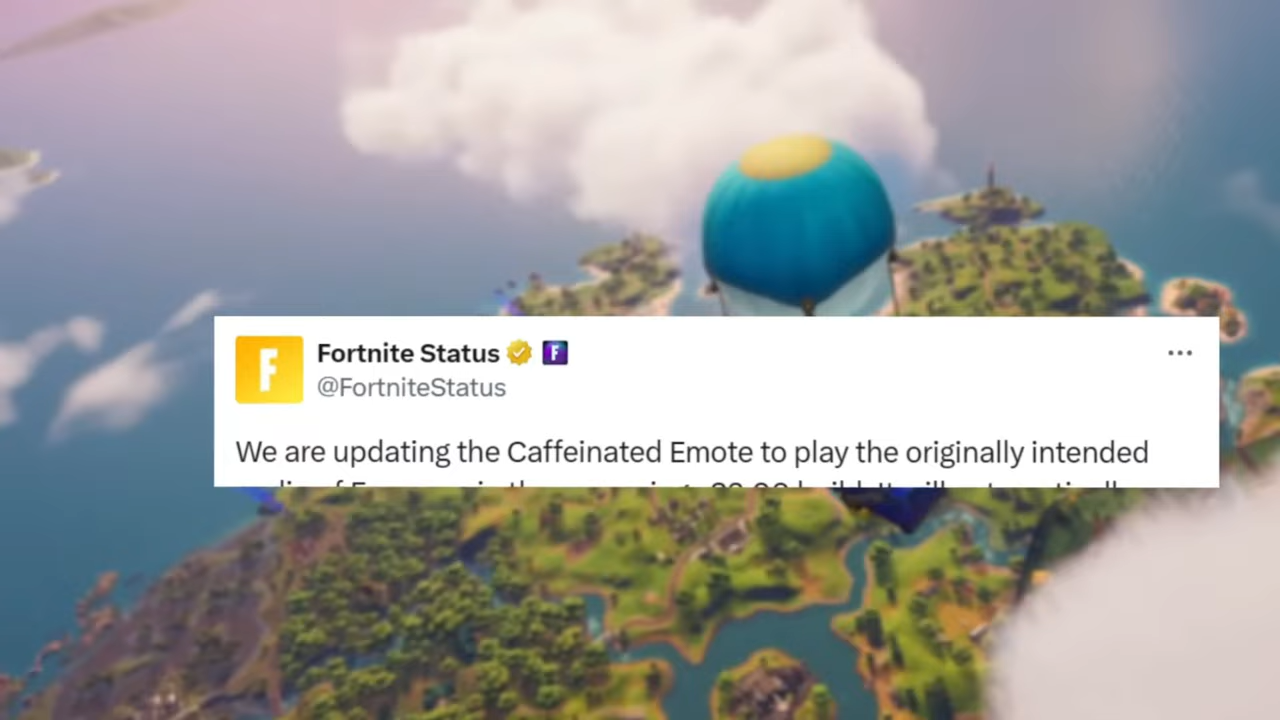 Fortnite Status
@FortniteStatus
We are updating the Caffeinated Emote to play the originally intended